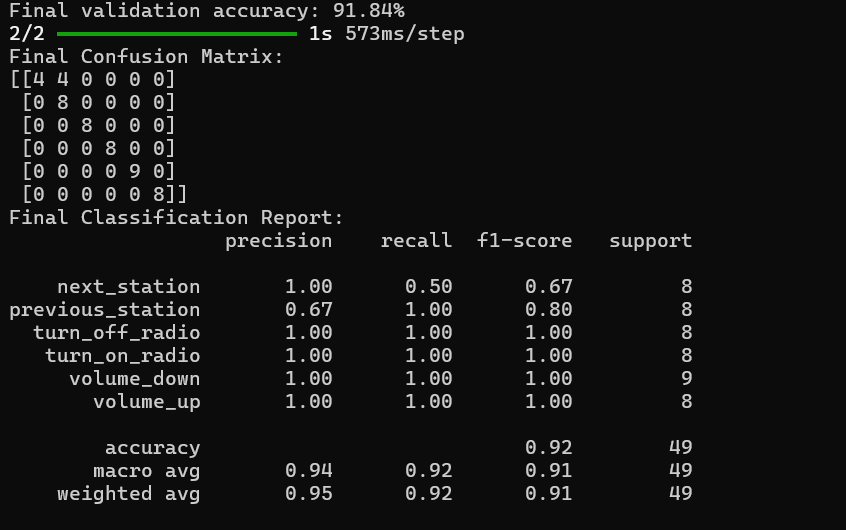 Final validation accuracy: 91.84%
2/2 ━━━━━━━━━━━━━━━━━━━━ 1s 573ms/step
Final Confusion Matrix:
[[4 4 0 0 0 0]
 [0 8 0 0 0 0]
 [0 0 8 0 0 0]
 [0 0 0 8 0 0]
 [0 0 0 0 9 0]
 [0 0 0 0 0 8]]
Final Classification Report:
                  precision    recall  f1-score   support

    next_station       1.00      0.50      0.67         8
previous_station       0.67      1.00      0.80         8
  turn_off_radio       1.00      1.00      1.00         8
   turn_on_radio       1.00      1.00      1.00         8
     volume_down       1.00      1.00      1.00         9
       volume_up       1.00      1.00      1.00         8

        accuracy                           0.92        49
       macro avg       0.94      0.92      0.91        49
    weighted avg       0.95      0.92      0.91        49